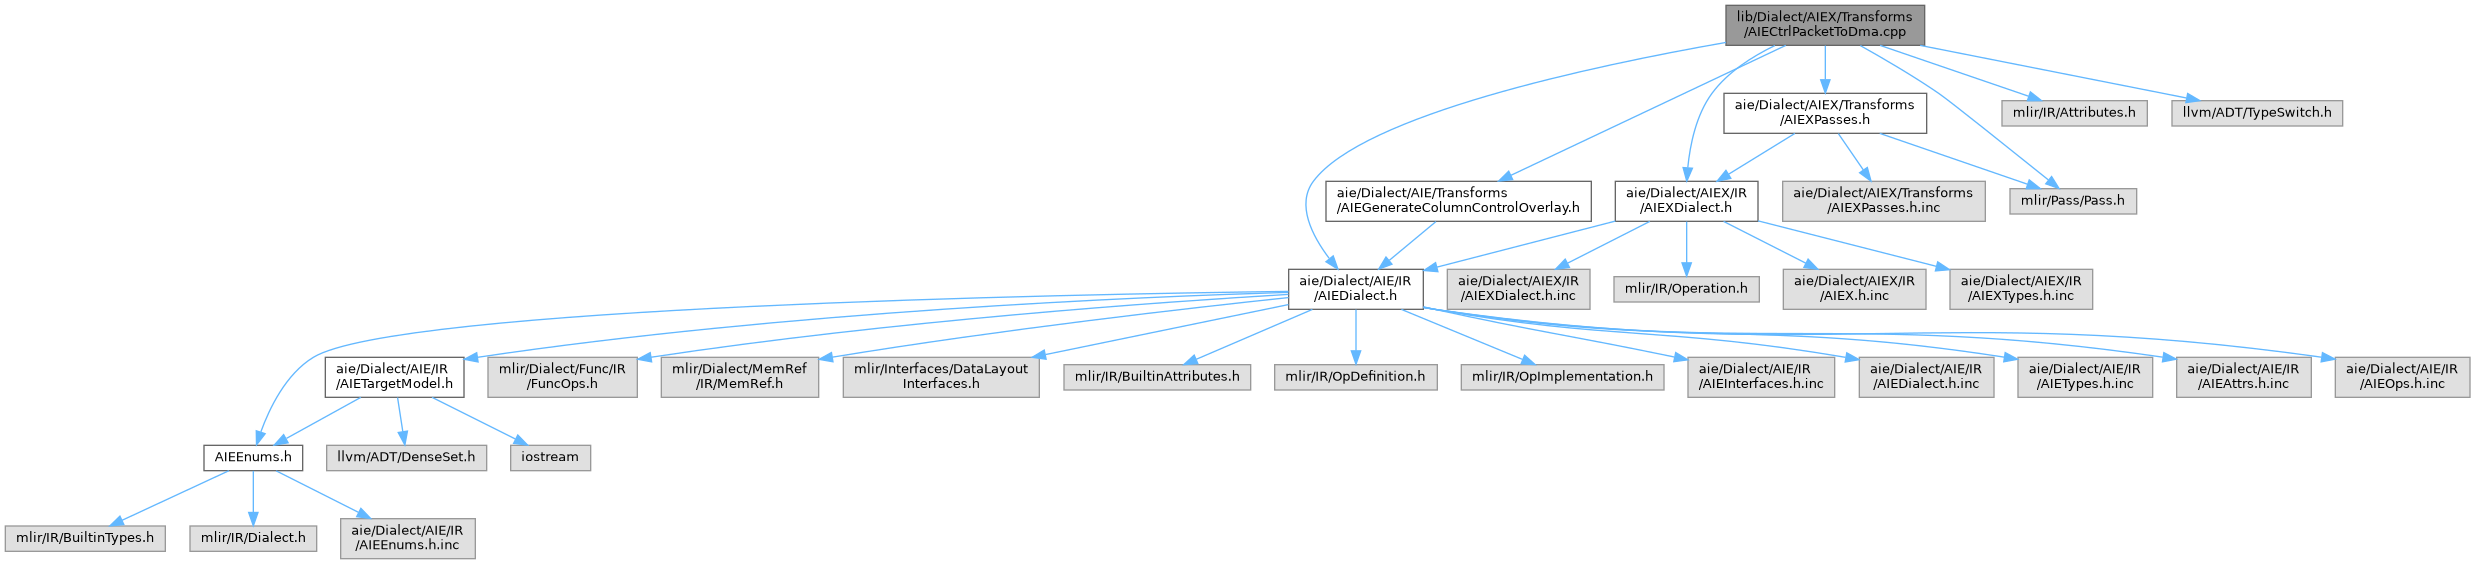 lib/Dialect/AIEX/Transforms
/AIECtrlPacketToDma.cpp
aie/Dialect/AIEX/Transforms
/AIEXPasses.h
mlir/IR/Attributes.h
llvm/ADT/TypeSwitch.h
aie/Dialect/AIE/Transforms
/AIEGenerateColumnControlOverlay.h
aie/Dialect/AIEX/IR
/AIEXDialect.h
aie/Dialect/AIEX/Transforms
/AIEXPasses.h.inc
mlir/Pass/Pass.h
aie/Dialect/AIE/IR
/AIEDialect.h
aie/Dialect/AIEX/IR
/AIEXDialect.h.inc
mlir/IR/Operation.h
aie/Dialect/AIEX/IR
/AIEX.h.inc
aie/Dialect/AIEX/IR
/AIEXTypes.h.inc
aie/Dialect/AIE/IR
/AIETargetModel.h
mlir/Dialect/Func/IR
/FuncOps.h
mlir/Dialect/MemRef
/IR/MemRef.h
mlir/Interfaces/DataLayout
Interfaces.h
mlir/IR/BuiltinAttributes.h
mlir/IR/OpDefinition.h
mlir/IR/OpImplementation.h
aie/Dialect/AIE/IR
/AIEInterfaces.h.inc
aie/Dialect/AIE/IR
/AIEDialect.h.inc
aie/Dialect/AIE/IR
/AIETypes.h.inc
aie/Dialect/AIE/IR
/AIEAttrs.h.inc
aie/Dialect/AIE/IR
/AIEOps.h.inc
AIEEnums.h
llvm/ADT/DenseSet.h
iostream
mlir/IR/BuiltinTypes.h
mlir/IR/Dialect.h
aie/Dialect/AIE/IR
/AIEEnums.h.inc